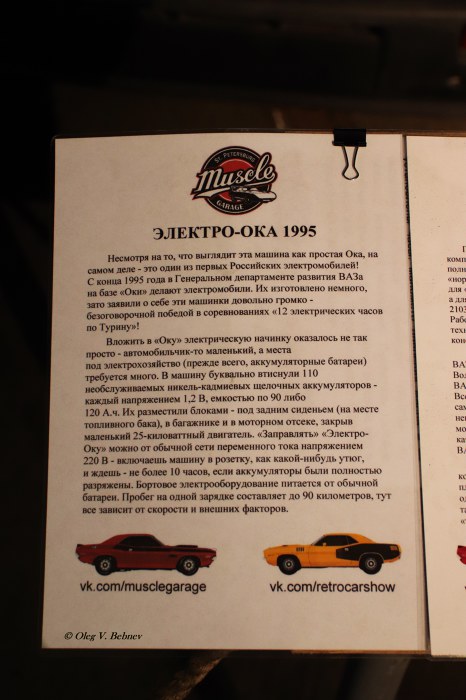 ST. PETERSBURG
Muscle
GARAGE
ЭЛЕКТРО-ОКА 1995
Несмотря на то, что выглядит эта машина как простая Ока, на
самом деле - это один из первых Российских электромобилей!
С конца 1995 года в Генеральном департаменте развития ВАЗа
на базе «Оки» делают электромобили. Их изготовлено немного,
зато заявили о себе эти машинки довольно громко -
безоговорочной победой в соревнованиях «12 электрических часов
по Турину»!
Вложить в «Оку» электрическую начинку оказалось не так
просто - автомобильчик-то маленький, а места
под электрохозяйство (прежде всего, аккумуляторные батареи)
требуется много. В машину буквально втиснули 110
необслуживаемых никель-кадмиевых щелочных аккумуляторов -
каждый напряжением 1,2 В, емкостью по 90 либо
120 А.ч. Их разместили блоками - под задним сиденьем (на месте
топливного бака), в багажнике и в моторном отсеке, закрыв
маленький 25-киловаттный двигатель. «Заправлять» «Электро-
Оку» можно от обычной сети переменного тока напряжением
220 В - включаешь машину в розетку, как какой-нибудь утюг,
и ждешь - не более 10 часов, если аккумуляторы были полностью
разряжены. Бортовое электрооборудование питается от обычной
батареи. Пробег на одной зарядке составляет до 90 километров, тут
все зависит от скорости и внешних факторов.
vk.com/musclegarage
vk.com/retrocarshow
© Oleg V. Bebnev